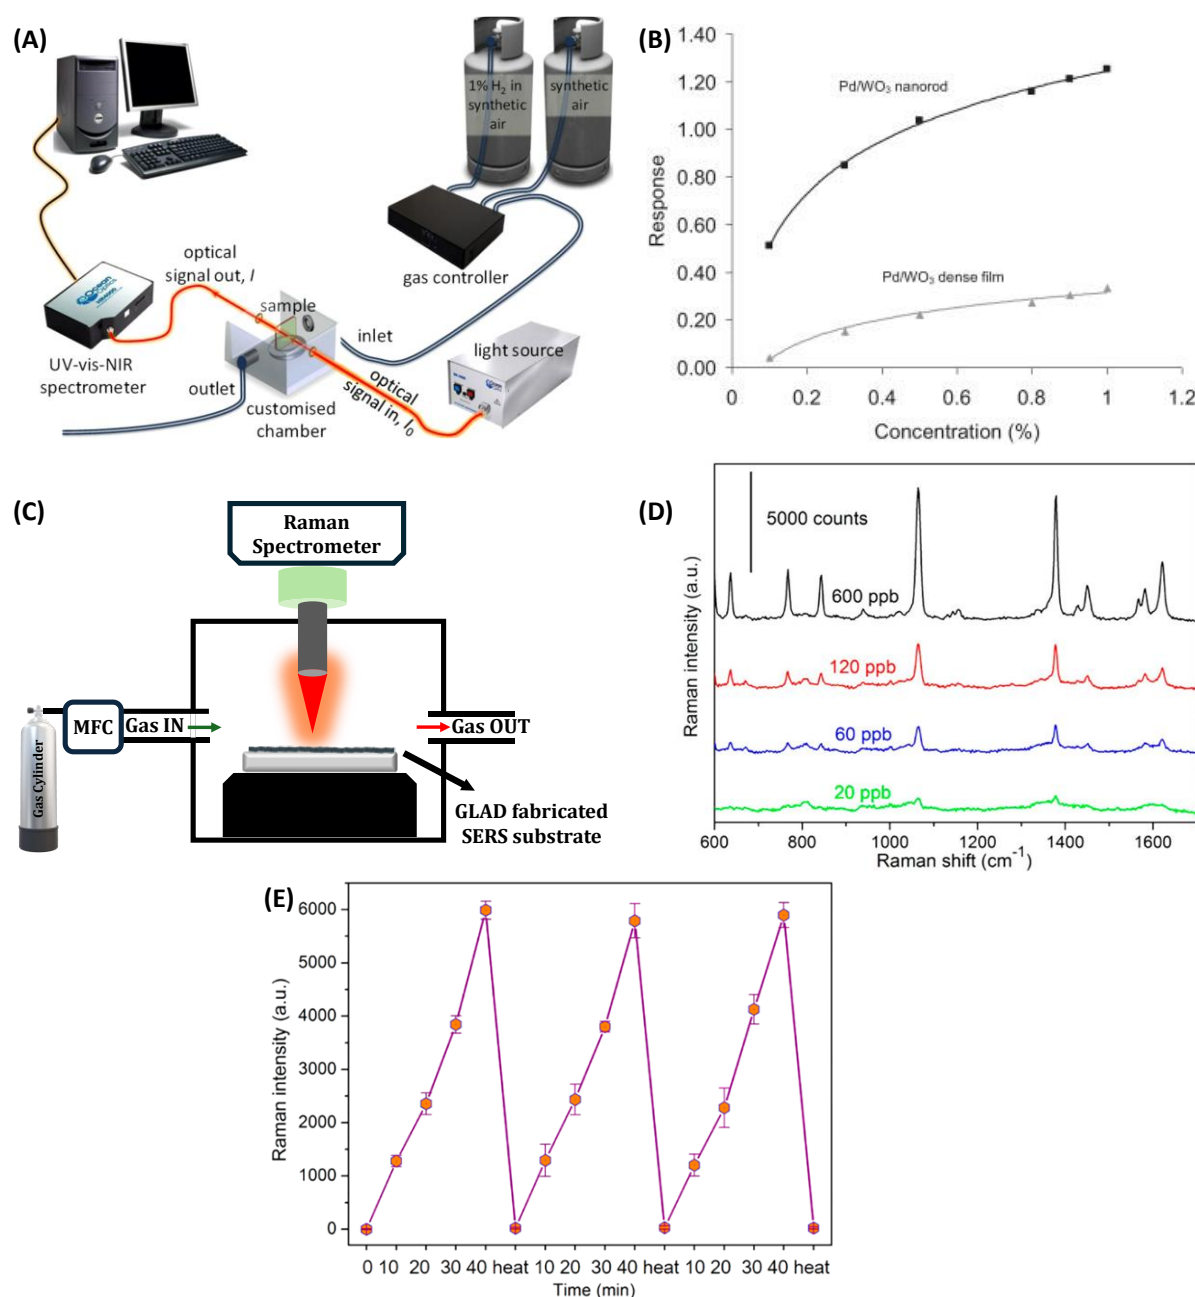 (A)
1% H2 in
synthetic
air
synthetic
air
gas controller
optical
signal out, I
sample
inlet
light source
Ocean
Optics
UV-vis-NIR
spectrometer
outlet
customised
chamber
optical
signal in, I0
(B)
1.40
1.20
1.00
0.80
0.60
0.40
0.20
0.00
Response
Pd/WO3 nanorod
Pd/WO3 dense film
0 0.2 0.4 0.6 0.8 1 1.2
Concentration (%)
(C)
Raman
Spectrometer
Gas Cylinder
MFC
Gas IN
Gas OUT
GLAD fabricated
SERS substrate
(D)
5000 counts
600 ppb
120 ppb
60 ppb
20 ppb
Raman intensity (a.u.)
600 800 1000 1200 1400 1600
Raman shift (cm-1)
(E)
6000
5000
4000
3000
2000
1000
0
Raman intensity (a.u.)
0 10 20 30 40 heat 10 20 30 40 heat 10 20 30 40 heat
Time (min)